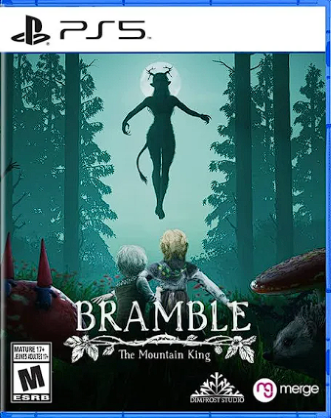 PS5
BRAMBLE
The Mountain King
MATURE 17+
JEUNES ADULTES 17+
M
ESRB
DIMFROST STUDIO
merge